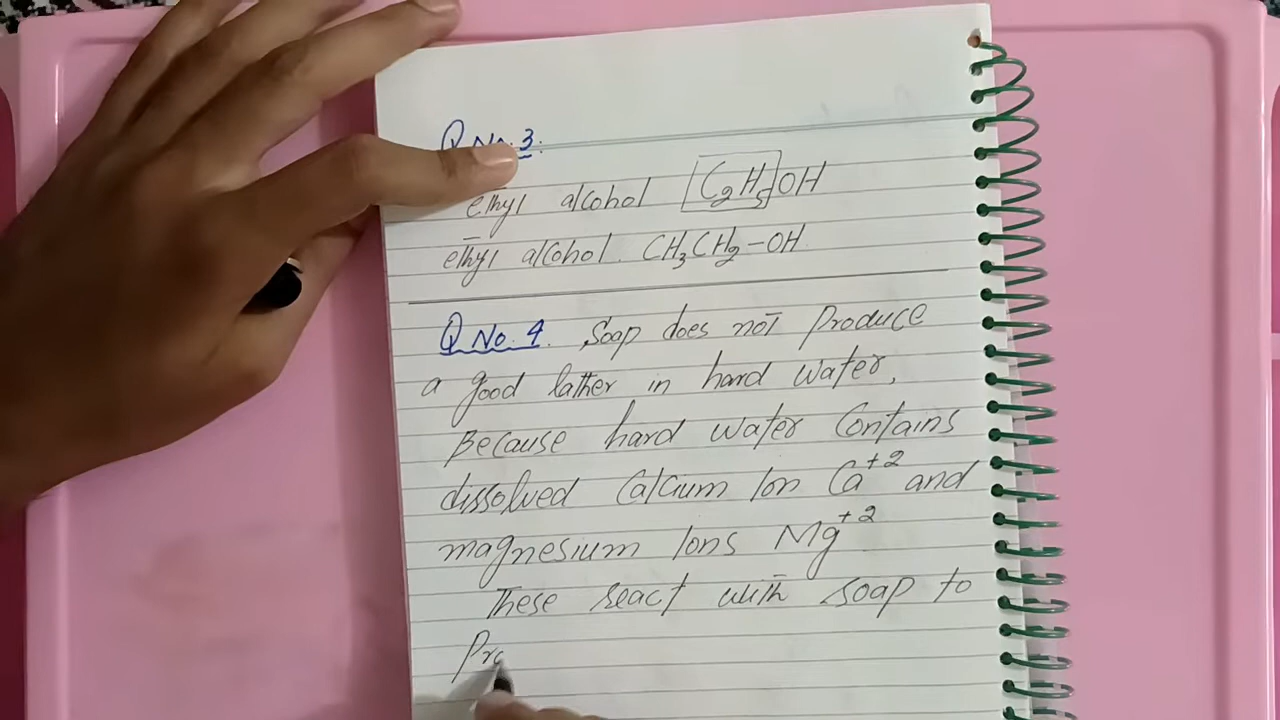 Q No. 3.
ethyl alcohol C₂H₅OH
ethyl alcohol. CH₃CH₂-OH
Q No. 4. Soap does not Produce
a good lather in hard water,
Because hard water Contains
dissolved Calcium Ion Ca⁺² and
magnesium Ions Mg⁺²
These react with soap to
Pro